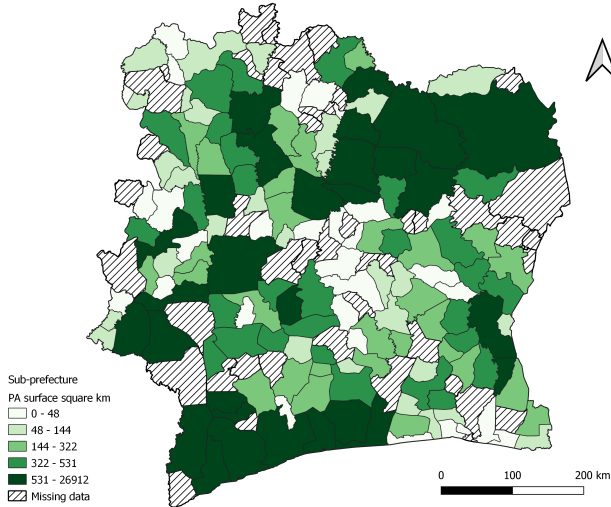 Sub-prefecture
PA surface square km
0 - 48
48 - 144
144 - 322
322 - 531
531 - 26912
Missing data
0 100 200 km